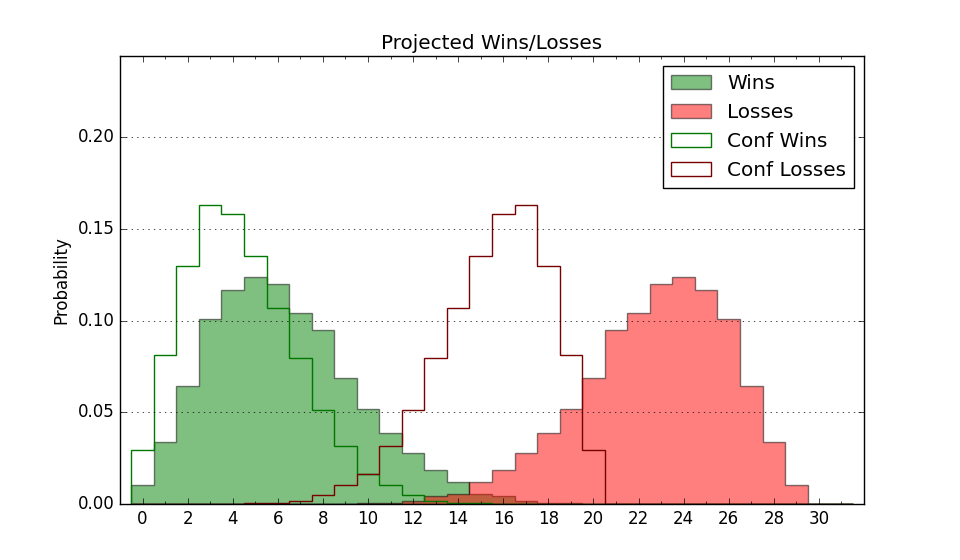 Projected Wins/Losses
Wins
Losses
Conf Wins
Conf Losses
Probability
0.20
0.15
0.10
0.05
0.00
0 2 4 6 8 10 12 14 16 18 20 22 24 26 28 30